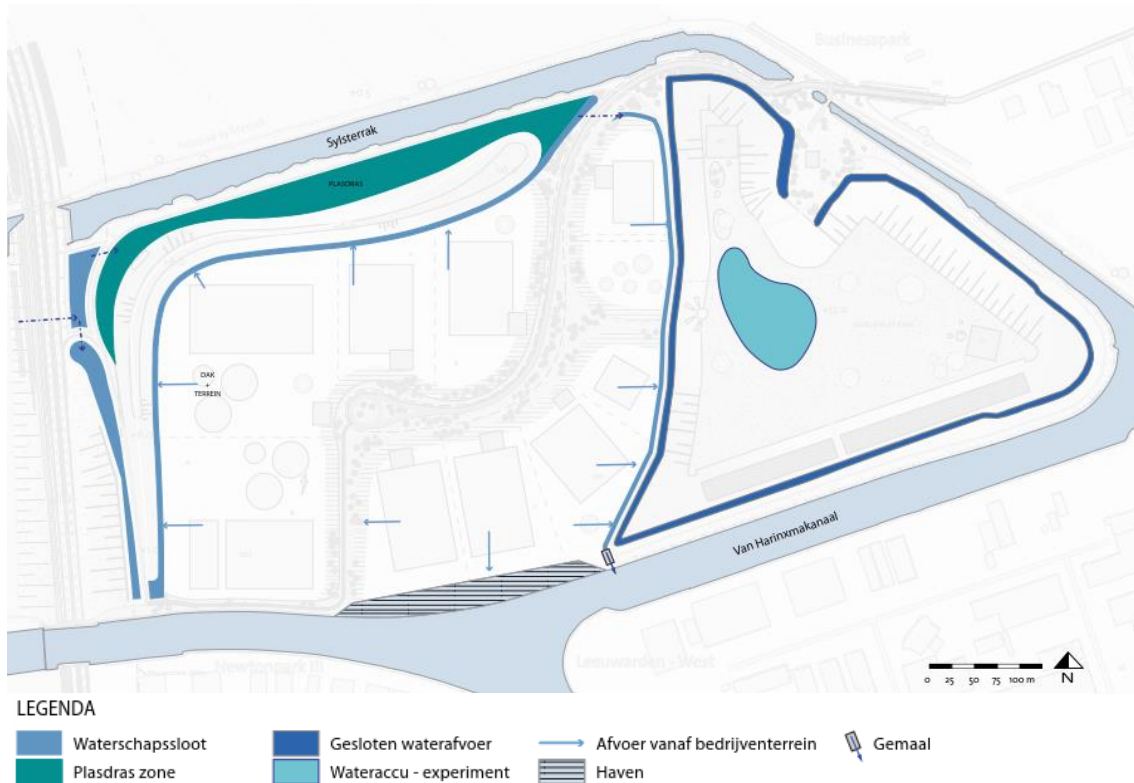 Businesspark
Sylsterrak
PLASDRAS
DAK
+
TERREIN
Van Harinxmakanaal
Newtonpark III
Leeuwarden - West
0 25 50 75 100 m
N
LEGENDA
Waterschapssloot
Plasdras zone
Gesloten waterafvoer
Wateraccu - experiment
Afvoer vanaf bedrijventerrein
Haven
Gemaal